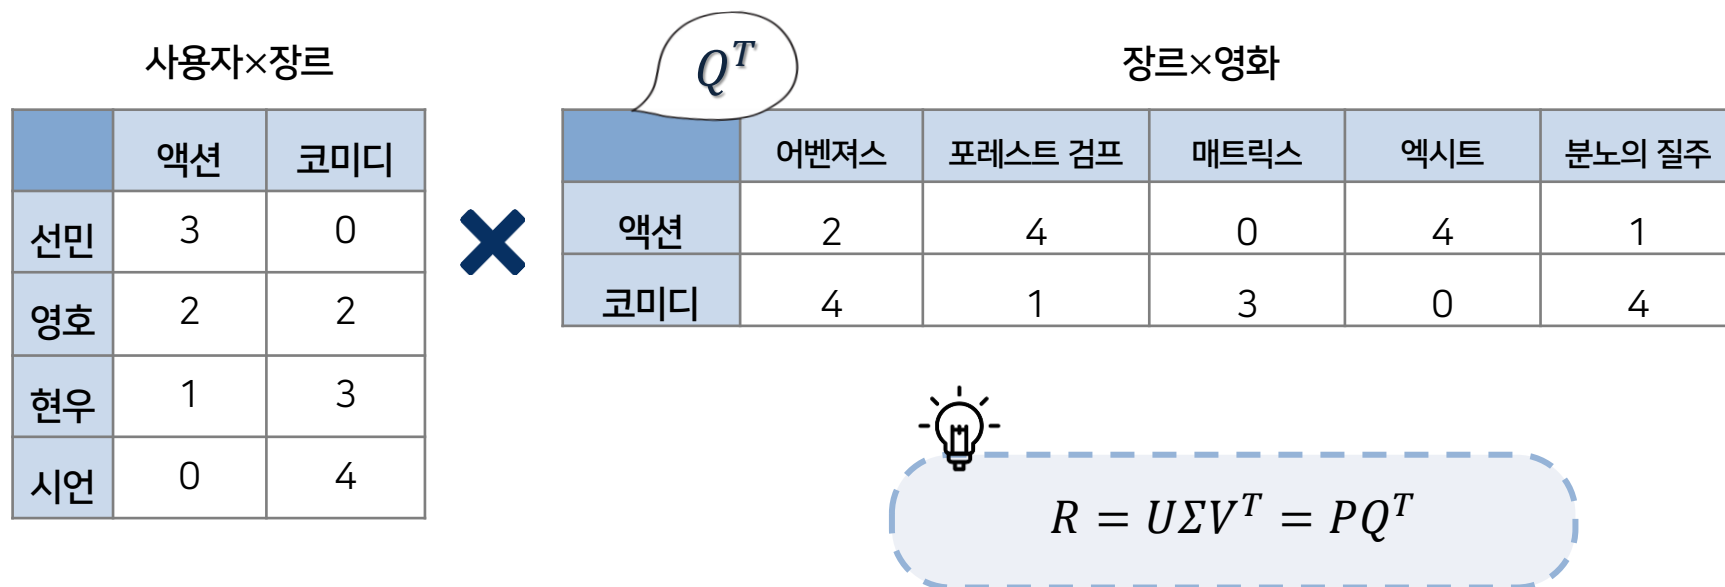 사용자×장르
액션 코미디
선민 3 0
영호 2 2
현우 1 3
시언 0 4
Q^T
장르×영화
어벤져스 포레스트 검프 매트릭스 엑시트 분노의 질주
액션 2 4 0 4 1
코미디 4 1 3 0 4
R = UΣV^T = PQ^T